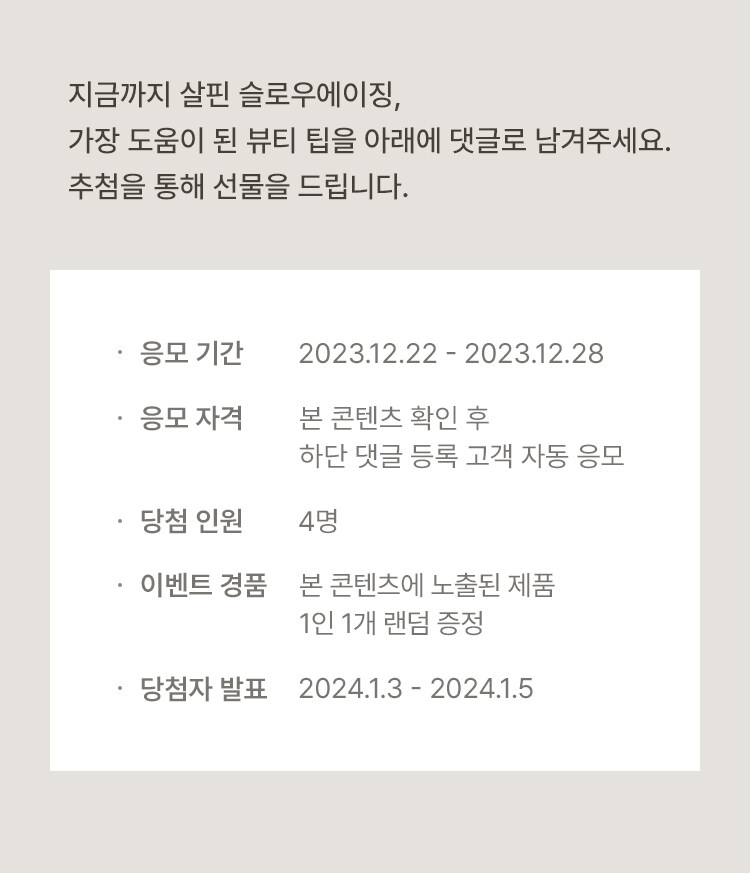 지금까지 살핀 슬로우에이징,
가장 도움이 된 뷰티 팁을 아래에 댓글로 남겨주세요.
추첨을 통해 선물을 드립니다.
· 응모 기간 2023.12.22 - 2023.12.28
· 응모 자격 본 콘텐츠 확인 후
하단 댓글 등록 고객 자동 응모
· 당첨 인원 4명
· 이벤트 경품 본 콘텐츠에 노출된 제품
1인 1개 랜덤 증정
· 당첨자 발표 2024.1.3 - 2024.1.5